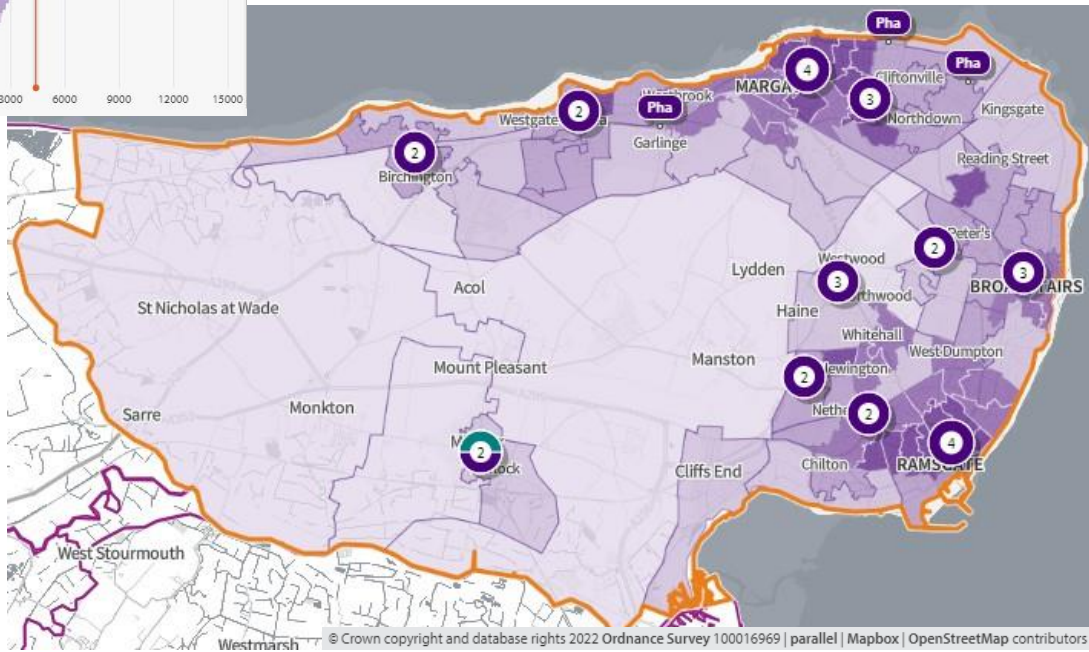 3000 6000 9000 12000 15000
Pha
Pha
Pha
4
MARGA
Cliftonville
3
Northdown
Kingsgate
Westgate
2
Garlinge
2
Birchington
Reading Street
Peter's
2
3
Westwood
3
Lydden
Haine
Acol
St Nicholas at Wade
Whitehall
West Dumpton
Manston
Mount Pleasant
2
2
4
RAMSGATE
Chilton
Monkton
Sarre
2
Cliffs End
West Stourmouth
Westmarsh
© Crown copyright and database rights 2022 Ordnance Survey 100016969 | parallel | Mapbox | OpenStreetMap contributors